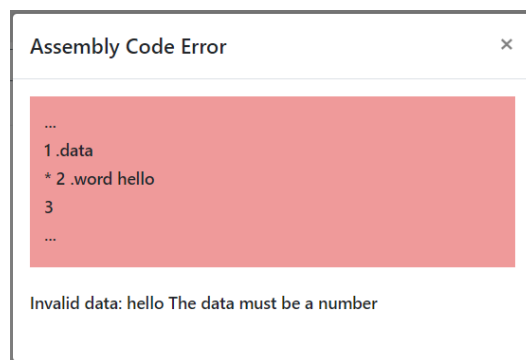 Assembly Code Error ×
...
1 .data
* 2 .word hello
3
...
Invalid data: hello The data must be a number